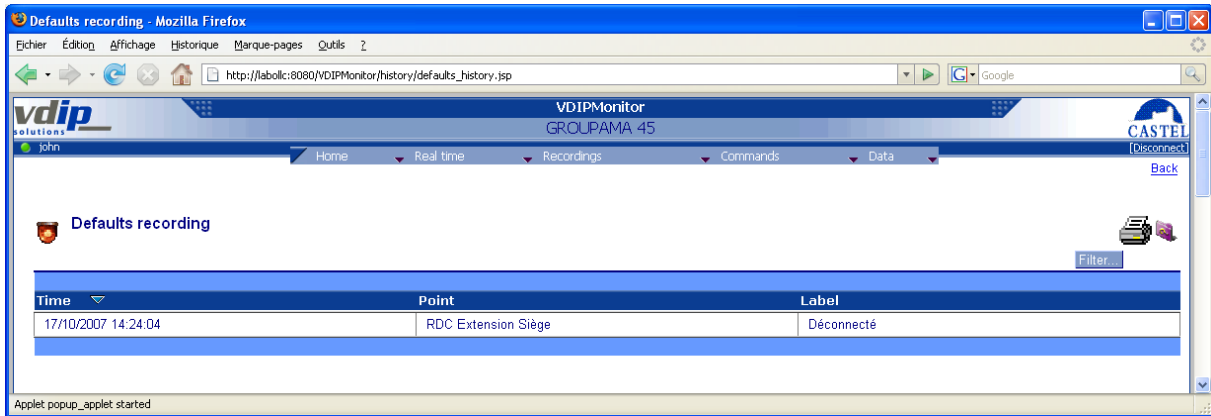 Defaults recording - Mozilla Firefox
Fichier Édition Affichage Historique Marque-pages Outils ?
http://labollc:8080/VDIPMonitor/history/defaults_history.jsp G Google
vdip solutions VDIPMonitor CASTEL
GROUPAMA 45
john [Disconnect]
Home Real time Recordings Commands Data
Back
Defaults recording
Filter...
Time Point Label
17/10/2007 14:24:04 RDC Extension Siège Déconnecté
Applet popup_applet started